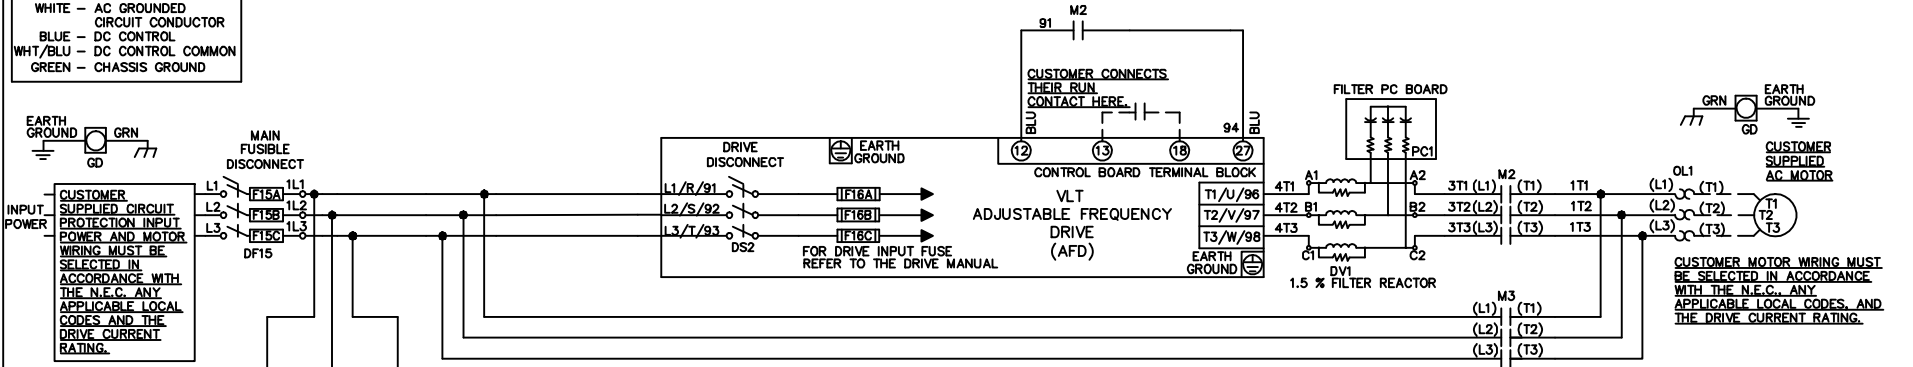 WHITE – AC GROUNDED
CIRCUIT CONDUCTOR
BLUE – DC CONTROL
WHT/BLU – DC CONTROL COMMON
GREEN – CHASSIS GROUND
EARTH
GROUND
GRN
GD
MAIN
FUSIBLE
DISCONNECT
INPUT
POWER
CUSTOMER
SUPPLIED CIRCUIT
PROTECTION INPUT
POWER AND MOTOR
WIRING MUST BE
SELECTED IN
ACCORDANCE WITH
THE N.E.C. ANY
APPLICABLE LOCAL
CODES AND THE
DRIVE CURRENT
RATING.
L1 F15A 1L1
L2 F15B 1L2
L3 F15C 1L3
DF15
DRIVE
DISCONNECT
EARTH
GROUND
L1/R/91
L2/S/92
L3/T/93
DS2
F16A
F16B
F16C
FOR DRIVE INPUT FUSE
REFER TO THE DRIVE MANUAL
M2
91
CUSTOMER CONNECTS
THEIR RUN
CONTACT HERE.
BLU
94
BLU
12 13 18 27
CONTROL BOARD TERMINAL BLOCK
VLT
ADJUSTABLE FREQUENCY
DRIVE
(AFD)
T1/U/96
T2/V/97
T3/W/98
EARTH
GROUND
FILTER PC BOARD
PC1
4T1 A1 A2
4T2 B1 B2
4T3
C1 C2
DV1
1.5 % FILTER REACTOR
M2
3T1 (L1) (T1) 1T1
3T2(L2) (T2) 1T2
3T3(L3) (T3) 1T3
M3
(L1) (T1)
(L2) (T2)
(L3) (T3)
GRN
GD
EARTH
GROUND
CUSTOMER
SUPPLIED
AC MOTOR
OL1
(L1) (T1)
(L2) (T2)
(L3) (T3)
T1
T2
T3
CUSTOMER MOTOR WIRING MUST
BE SELECTED IN ACCORDANCE
WITH THE N.E.C., ANY
APPLICABLE LOCAL CODES, AND
THE DRIVE CURRENT RATING.